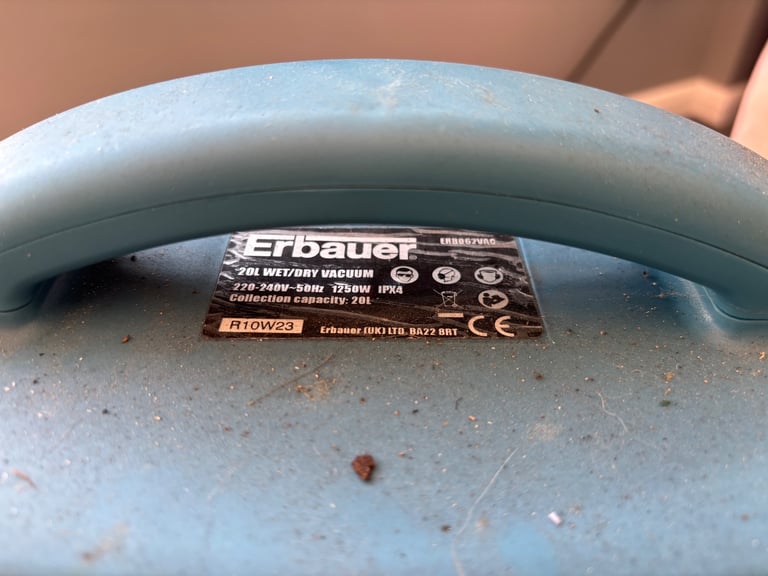 Erbauer
ERB062VAC
20L WET/DRY VACUUM
220-240V~50Hz 1250W IPX4
Collection capacity: 20L
R10W23
Erbauer (UK) LTD. BA22 8RT
CE